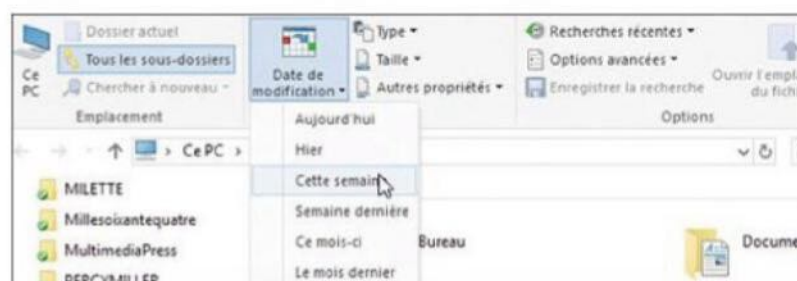 Dossier actuel
Tous les sous-dossiers
Chercher à nouveau
Ce
PC
Emplacement
Date de
modification
Type
Taille
Autres propriétés
Recherches récentes
Options avancées
Enregistrer la recherche
Ouvrir l'empl
du fich
Options
Aujourd'hui
Hier
Cette semain
Semaine dernière
Ce mois-ci
Le mois dernier
Ce PC
MILETTE
Millesoixantequatre
MultimediaPress
PERCYMILLER
Bureau
Docume